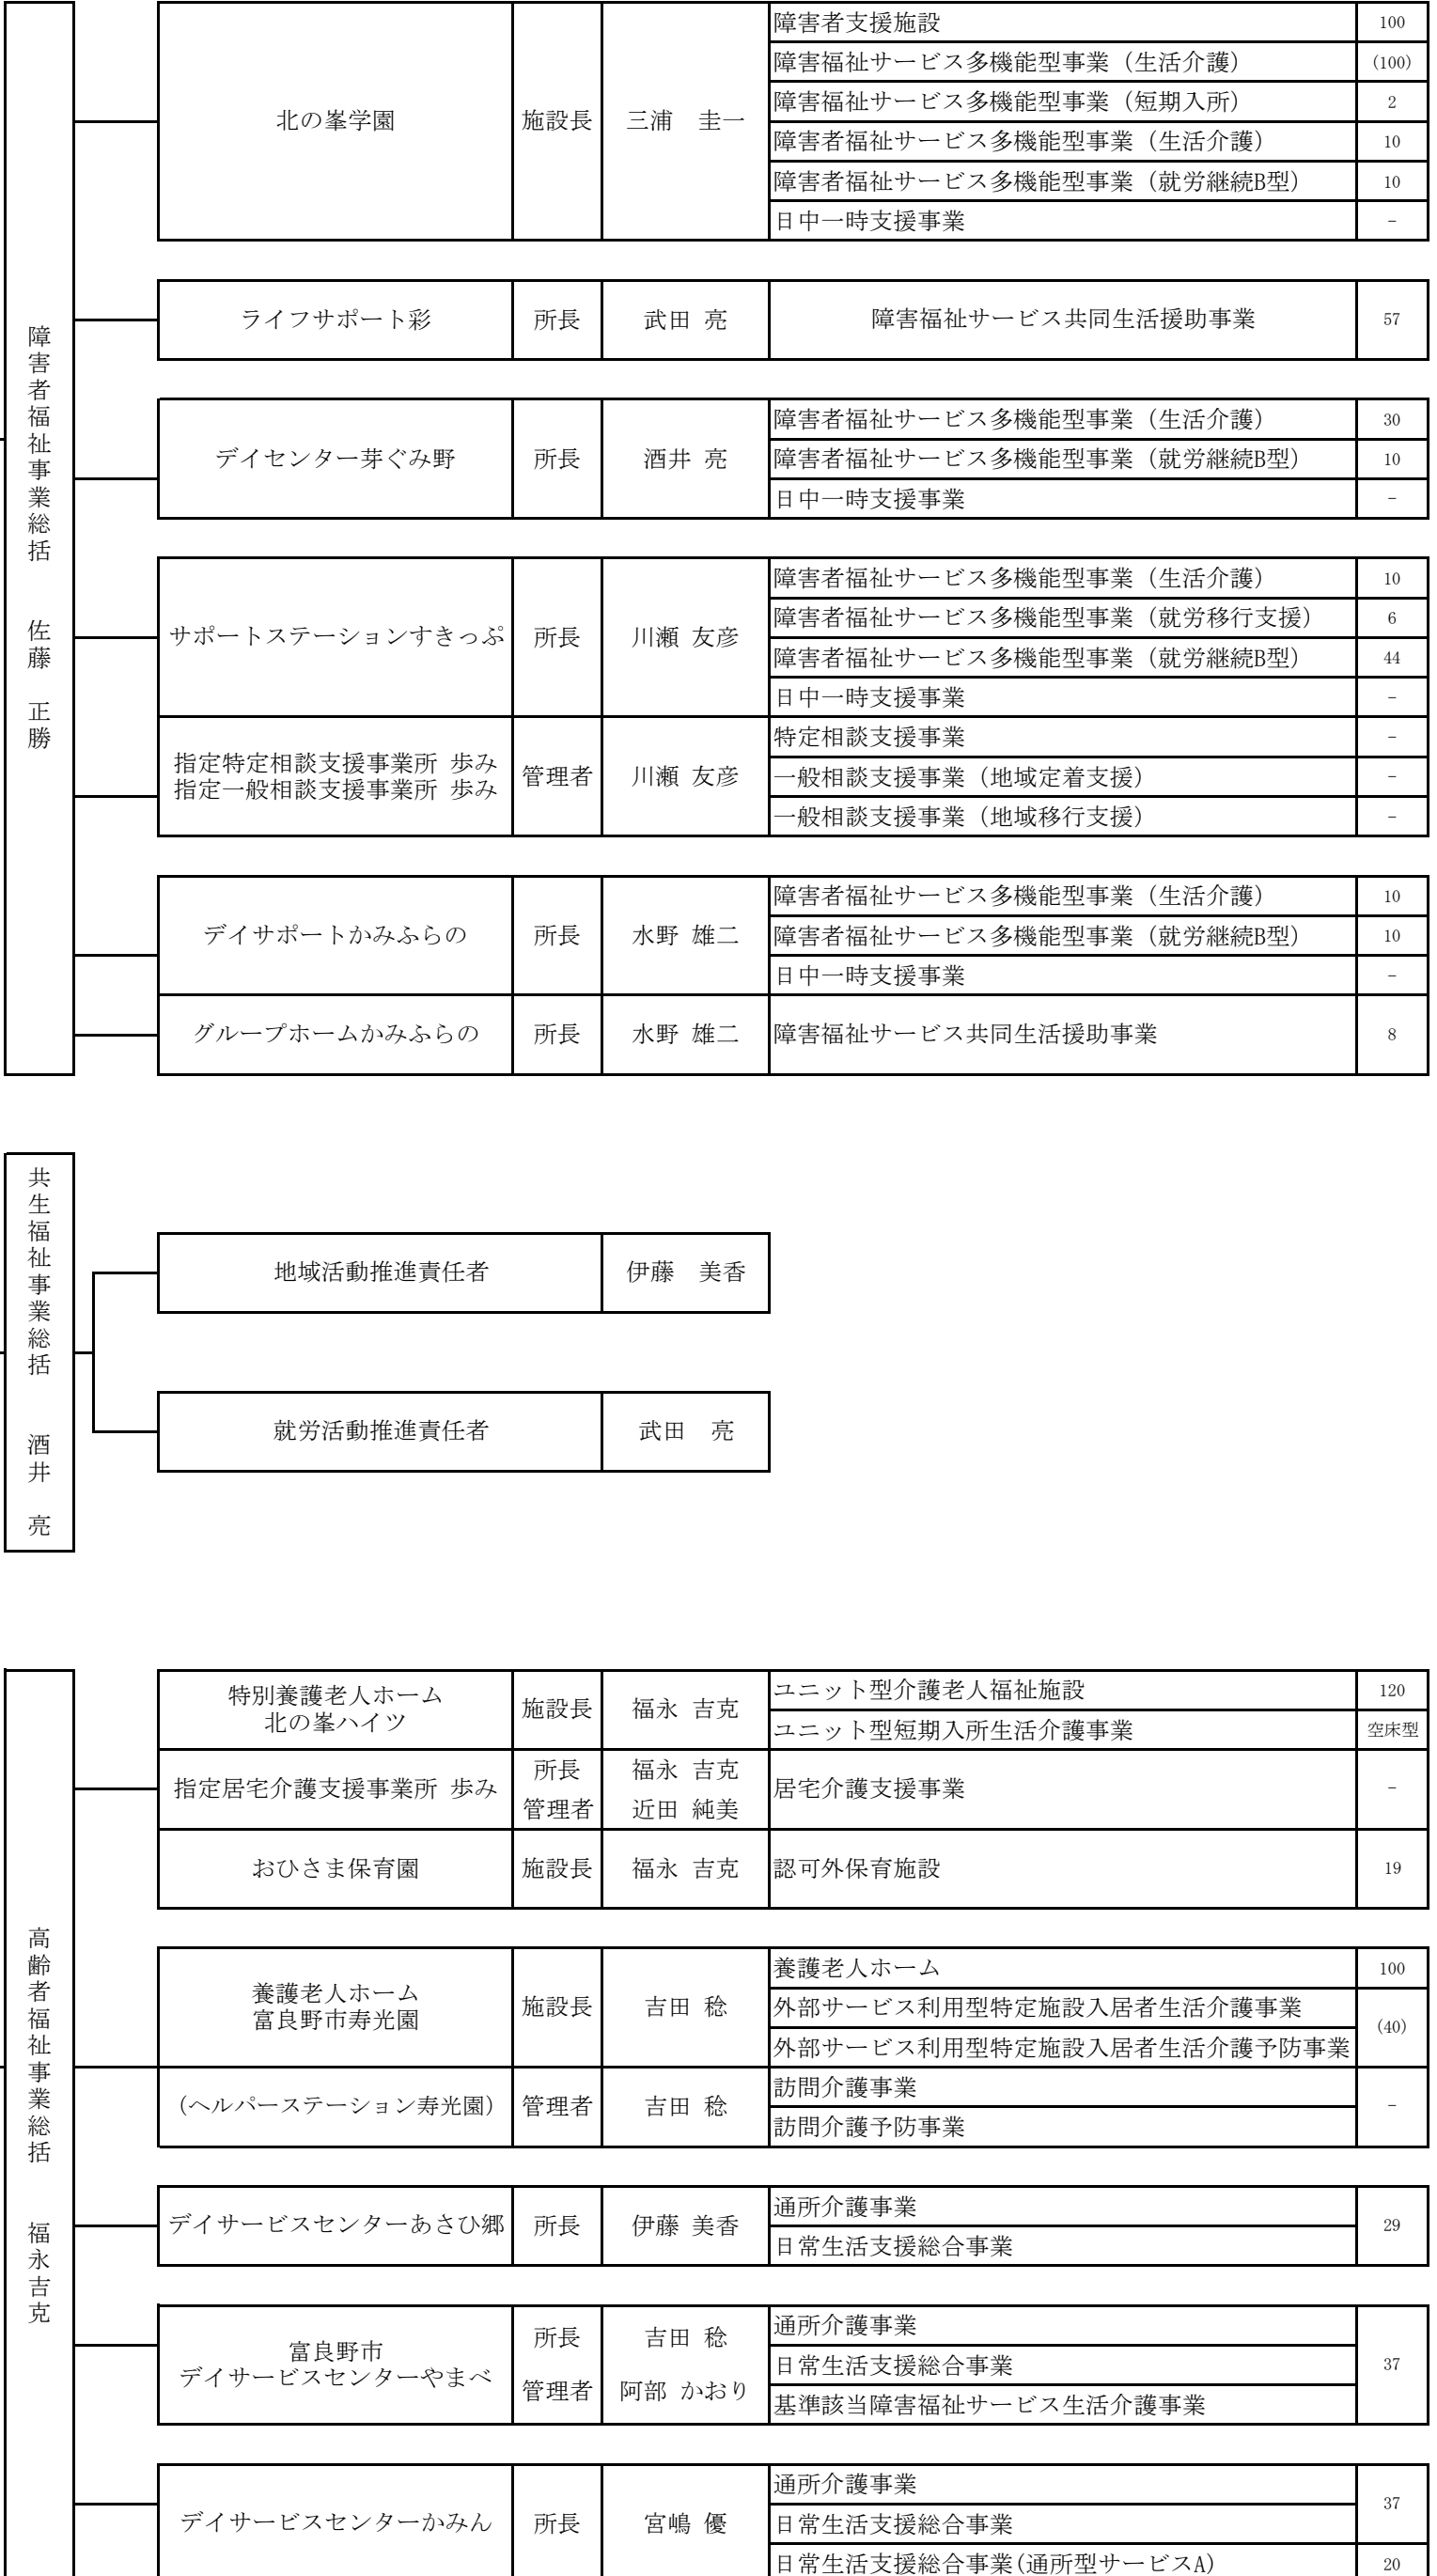 障害者福祉事業総括　佐藤　正勝
北の峯学園 施設長 三浦　圭一
障害者支援施設 100
障害福祉サービス多機能型事業（生活介護） (100)
障害福祉サービス多機能型事業（短期入所） 2
障害者福祉サービス多機能型事業（生活介護） 10
障害者福祉サービス多機能型事業（就労継続B型） 10
日中一時支援事業 -
ライフサポート彩 所長 武田 亮 障害福祉サービス共同生活援助事業 57
デイセンター芽ぐみ野 所長 酒井 亮
障害者福祉サービス多機能型事業（生活介護） 30
障害者福祉サービス多機能型事業（就労継続B型） 10
日中一時支援事業 -
サポートステーションすきっぷ 所長 川瀬 友彦
障害者福祉サービス多機能型事業（生活介護） 10
障害者福祉サービス多機能型事業（就労移行支援） 6
障害者福祉サービス多機能型事業（就労継続B型） 44
日中一時支援事業 -
指定特定相談支援事業所 歩み
指定一般相談支援事業所 歩み
管理者 川瀬 友彦
特定相談支援事業 -
一般相談支援事業（地域定着支援） -
一般相談支援事業（地域移行支援） -
デイサポートかみふらの 所長 水野 雄二
障害者福祉サービス多機能型事業（生活介護） 10
障害者福祉サービス多機能型事業（就労継続B型） 10
日中一時支援事業 -
グループホームかみふらの 所長 水野 雄二 障害福祉サービス共同生活援助事業 8
共生福祉事業総括　酒井　亮
地域活動推進責任者 伊藤　美香
就労活動推進責任者 武田　亮
高齢者福祉事業総括　福永吉克
特別養護老人ホーム
北の峯ハイツ
施設長 福永 吉克
ユニット型介護老人福祉施設 120
ユニット型短期入所生活介護事業 空床型
指定居宅介護支援事業所 歩み
所長 福永 吉克
管理者 近田 純美
居宅介護支援事業 -
おひさま保育園 施設長 福永 吉克 認可外保育施設 19
養護老人ホーム
富良野市寿光園
施設長 吉田 稔
養護老人ホーム 100
外部サービス利用型特定施設入居者生活介護事業
外部サービス利用型特定施設入居者生活介護予防事業
(40)
（ヘルパーステーション寿光園） 管理者 吉田 稔
訪問介護事業
訪問介護予防事業
-
デイサービスセンターあさひ郷 所長 伊藤 美香
通所介護事業
日常生活支援総合事業
29
富良野市
デイサービスセンターやまべ
所長 吉田 稔
管理者 阿部 かおり
通所介護事業
日常生活支援総合事業
基準該当障害福祉サービス生活介護事業
37
デイサービスセンターかみん 所長 宮嶋 優
通所介護事業
日常生活支援総合事業
37
日常生活支援総合事業(通所型サービスA) 20